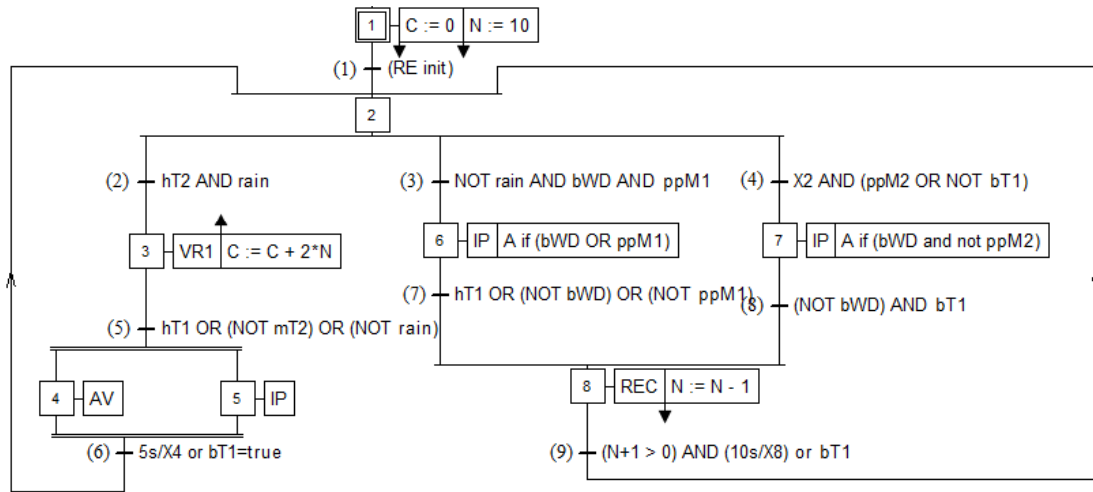 1 C := 0 N := 10
(1) (RE init)
2
(2) hT2 AND rain
(3) NOT rain AND bWD AND ppM1
(4) X2 AND (ppM2 OR NOT bT1)
3 VR1 C := C + 2*N
6 IP A if (bWD OR ppM1)
7 IP A if (bWD and not ppM2)
(7) hT1 OR (NOT bWD) OR (NOT ppM1)
(8) (NOT bWD) AND bT1
(5) hT1 OR (NOT mT2) OR (NOT rain)
4 AV
5 IP
8 REC N := N - 1
(6) 5s/X4 or bT1=true
(9) (N+1 > 0) AND (10s/X8) or bT1